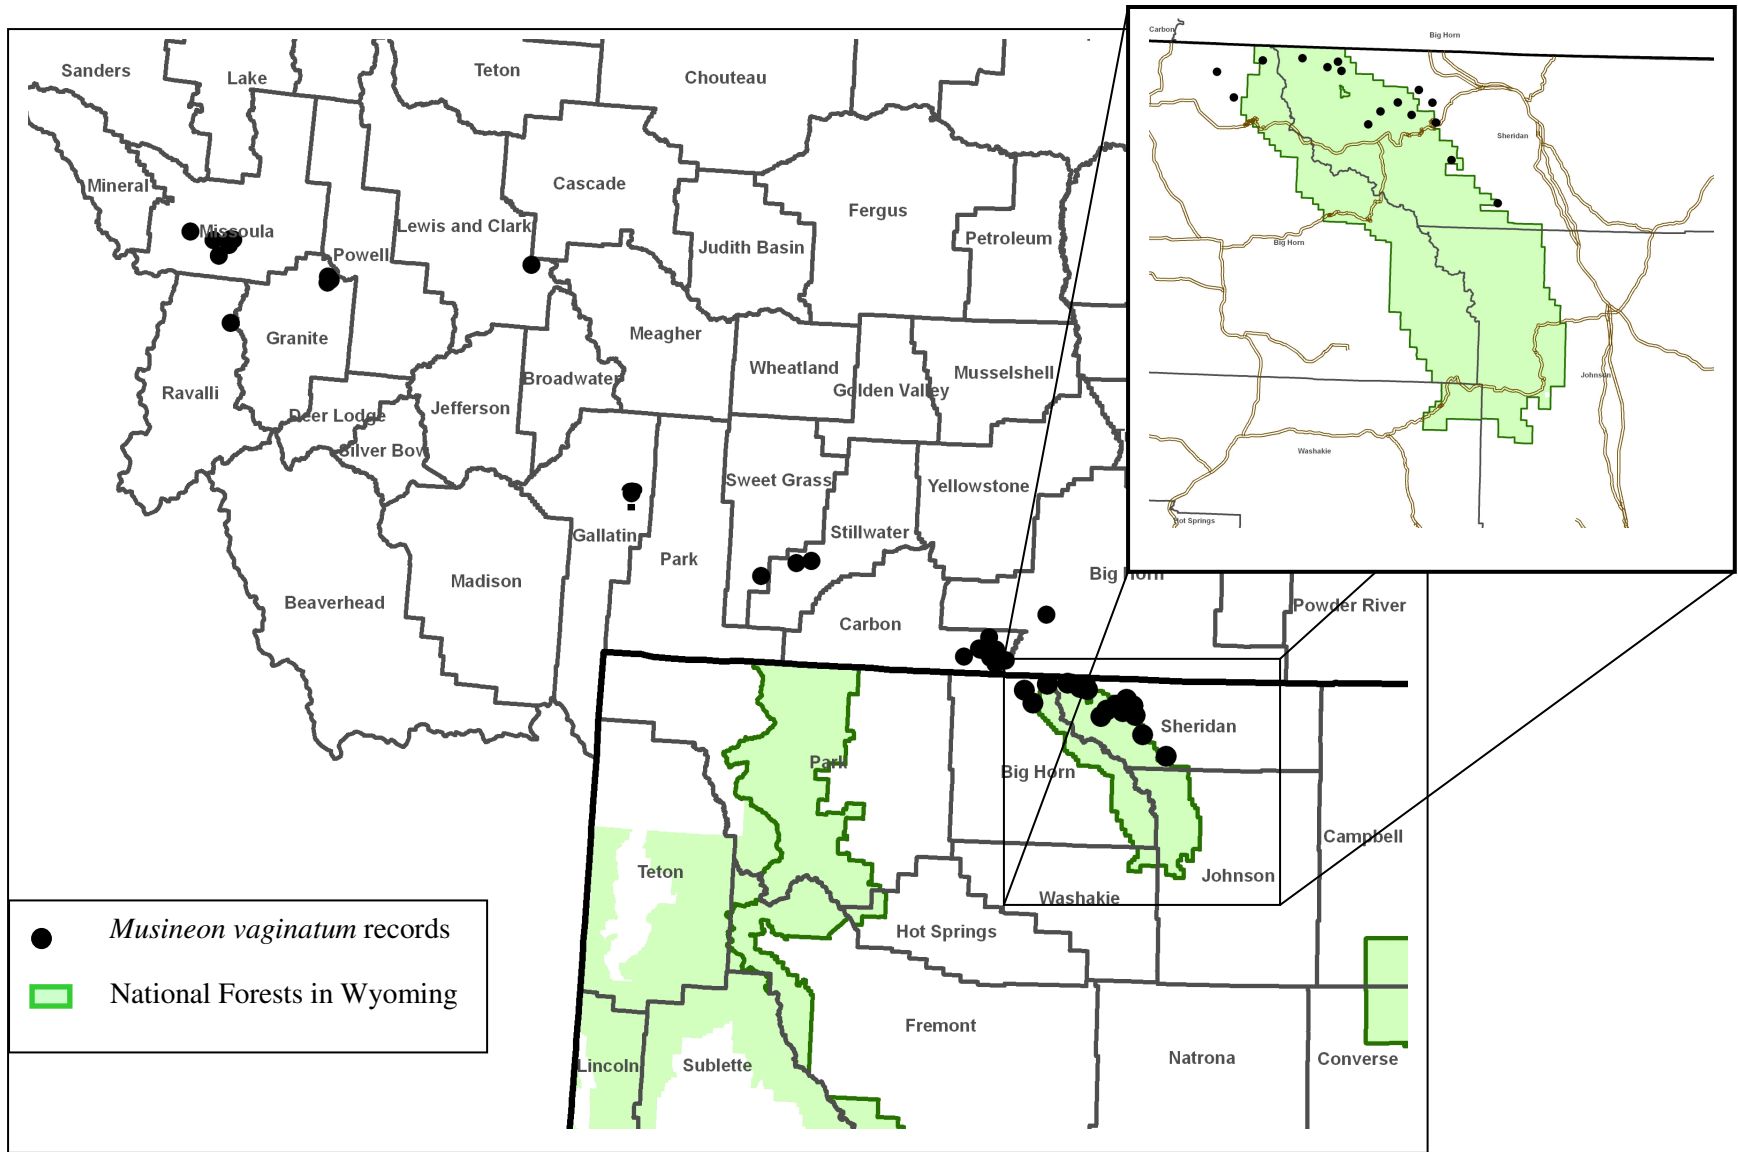 Sanders
Lake
Teton
Chouteau
Mineral
Cascade
Missoula
Lewis and Clark
Powell
Judith Basin
Fergus
Petroleum
Granite
Meagher
Ravalli
Broadwater
Wheatland
Golden Valley
Musselshell
Deer Lodge
Jefferson
Silver Bow
Sweet Grass
Yellowstone
Gallatin
Stillwater
Park
Madison
Beaverhead
Carbon
Big Horn
Powder River
Park
Sheridan
Big Horn
Campbell
Teton
Johnson
Washakie
Hot Springs
Fremont
Lincoln
Sublette
Natrona
Converse
Musineon vaginatum records
National Forests in Wyoming
Carbon
Big Horn
Sheridan
Big Horn
Johnson
Washakie
Hot Springs